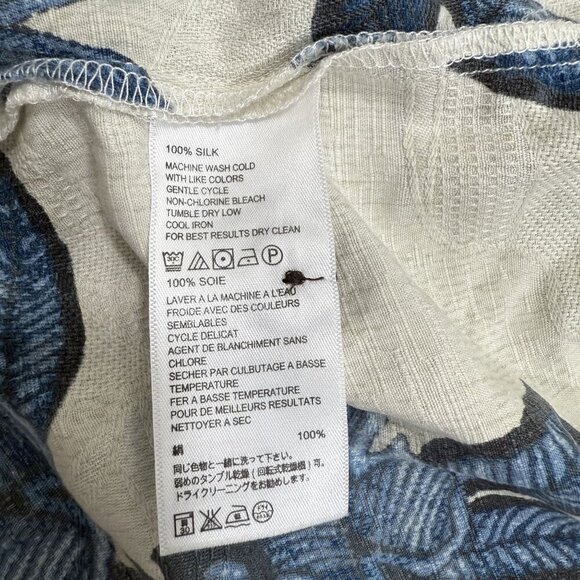 100% SILK
MACHINE WASH COLD
WITH LIKE COLORS
GENTLE CYCLE
NON-CHLORINE BLEACH
TUMBLE DRY LOW
COOL IRON
FOR BEST RESULTS DRY CLEAN
30C P
100% SOIE
LAVER A LA MACHINE A L'EAU
FROIDE AVEC DES COULEURS
SEMBLABLES
CYCLE DELICAT
AGENT DE BLANCHIMENT SANS
CHLORE
SECHER PAR CULBUTAGE A BASSE
TEMPERATURE
FER A BASSE TEMPERATURE
POUR DE MEILLEURS RESULTATS
NETTOYER A SEC
絹 100%
同じ色物と一緒に洗って下さい。
弱めのタンブル乾燥(回転式乾燥機)可。
ドライクリーニングをお勧めします。